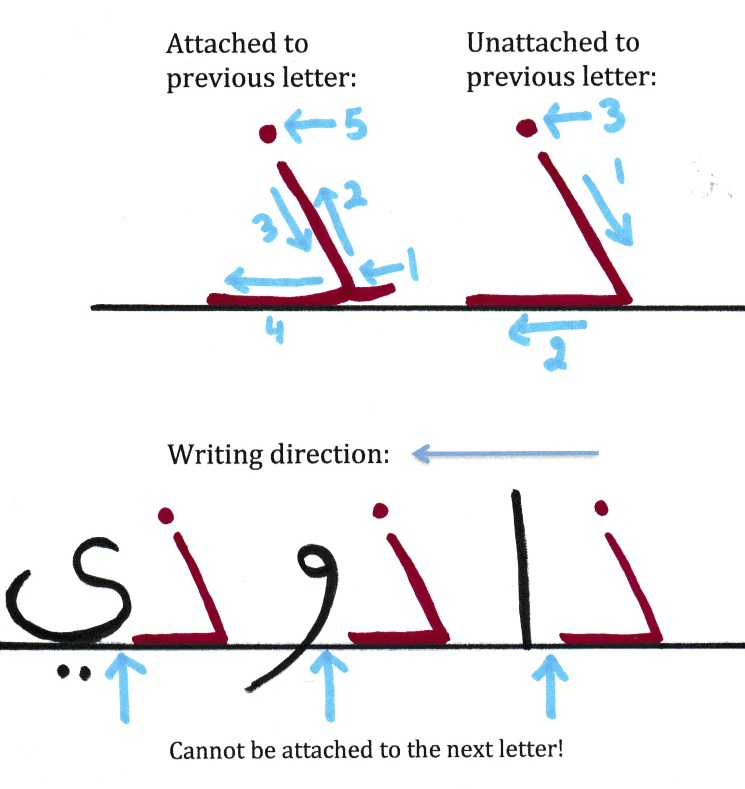 Attached to
previous letter:
Unattached to
previous letter:
5
3
1
2
3
1
4
2
Writing direction:
ذا ذو ذي
Cannot be attached to the next letter!